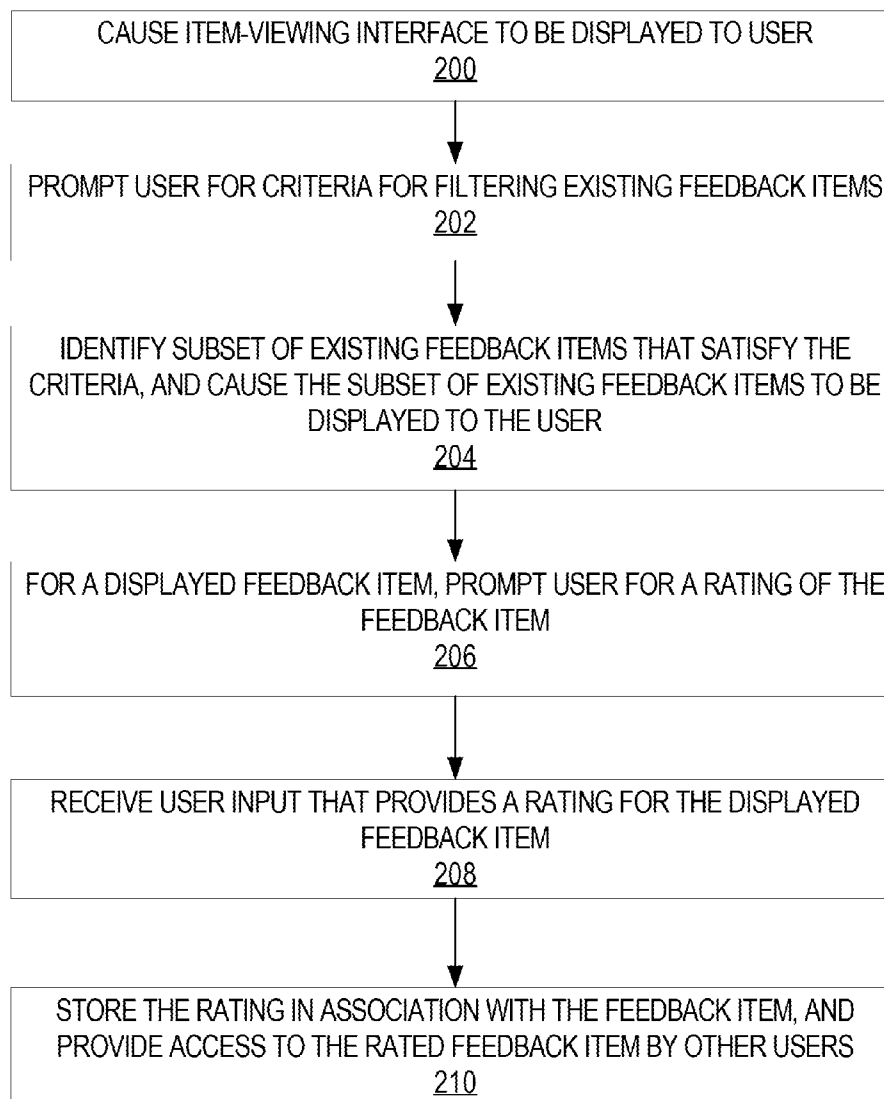 CAUSE ITEM-VIEWING INTERFACE TO BE DISPLAYED TO USER
200
PROMPT USER FOR CRITERIA FOR FILTERING EXISTING FEEDBACK ITEMS
202
IDENTIFY SUBSET OF EXISTING FEEDBACK ITEMS THAT SATISFY THE
CRITERIA, AND CAUSE THE SUBSET OF EXISTING FEEDBACK ITEMS TO BE
DISPLAYED TO THE USER
204
FOR A DISPLAYED FEEDBACK ITEM, PROMPT USER FOR A RATING OF THE
FEEDBACK ITEM
206
RECEIVE USER INPUT THAT PROVIDES A RATING FOR THE DISPLAYED
FEEDBACK ITEM
208
STORE THE RATING IN ASSOCIATION WITH THE FEEDBACK ITEM, AND
PROVIDE ACCESS TO THE RATED FEEDBACK ITEM BY OTHER USERS
210